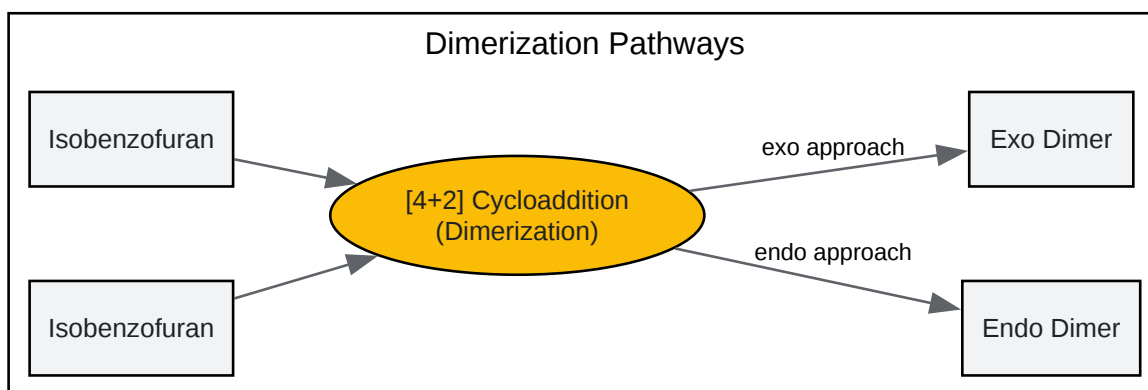 Dimerization Pathways
Isobenzofuran
Isobenzofuran
[4+2] Cycloaddition
(Dimerization)
exo approach
endo approach
Exo Dimer
Endo Dimer